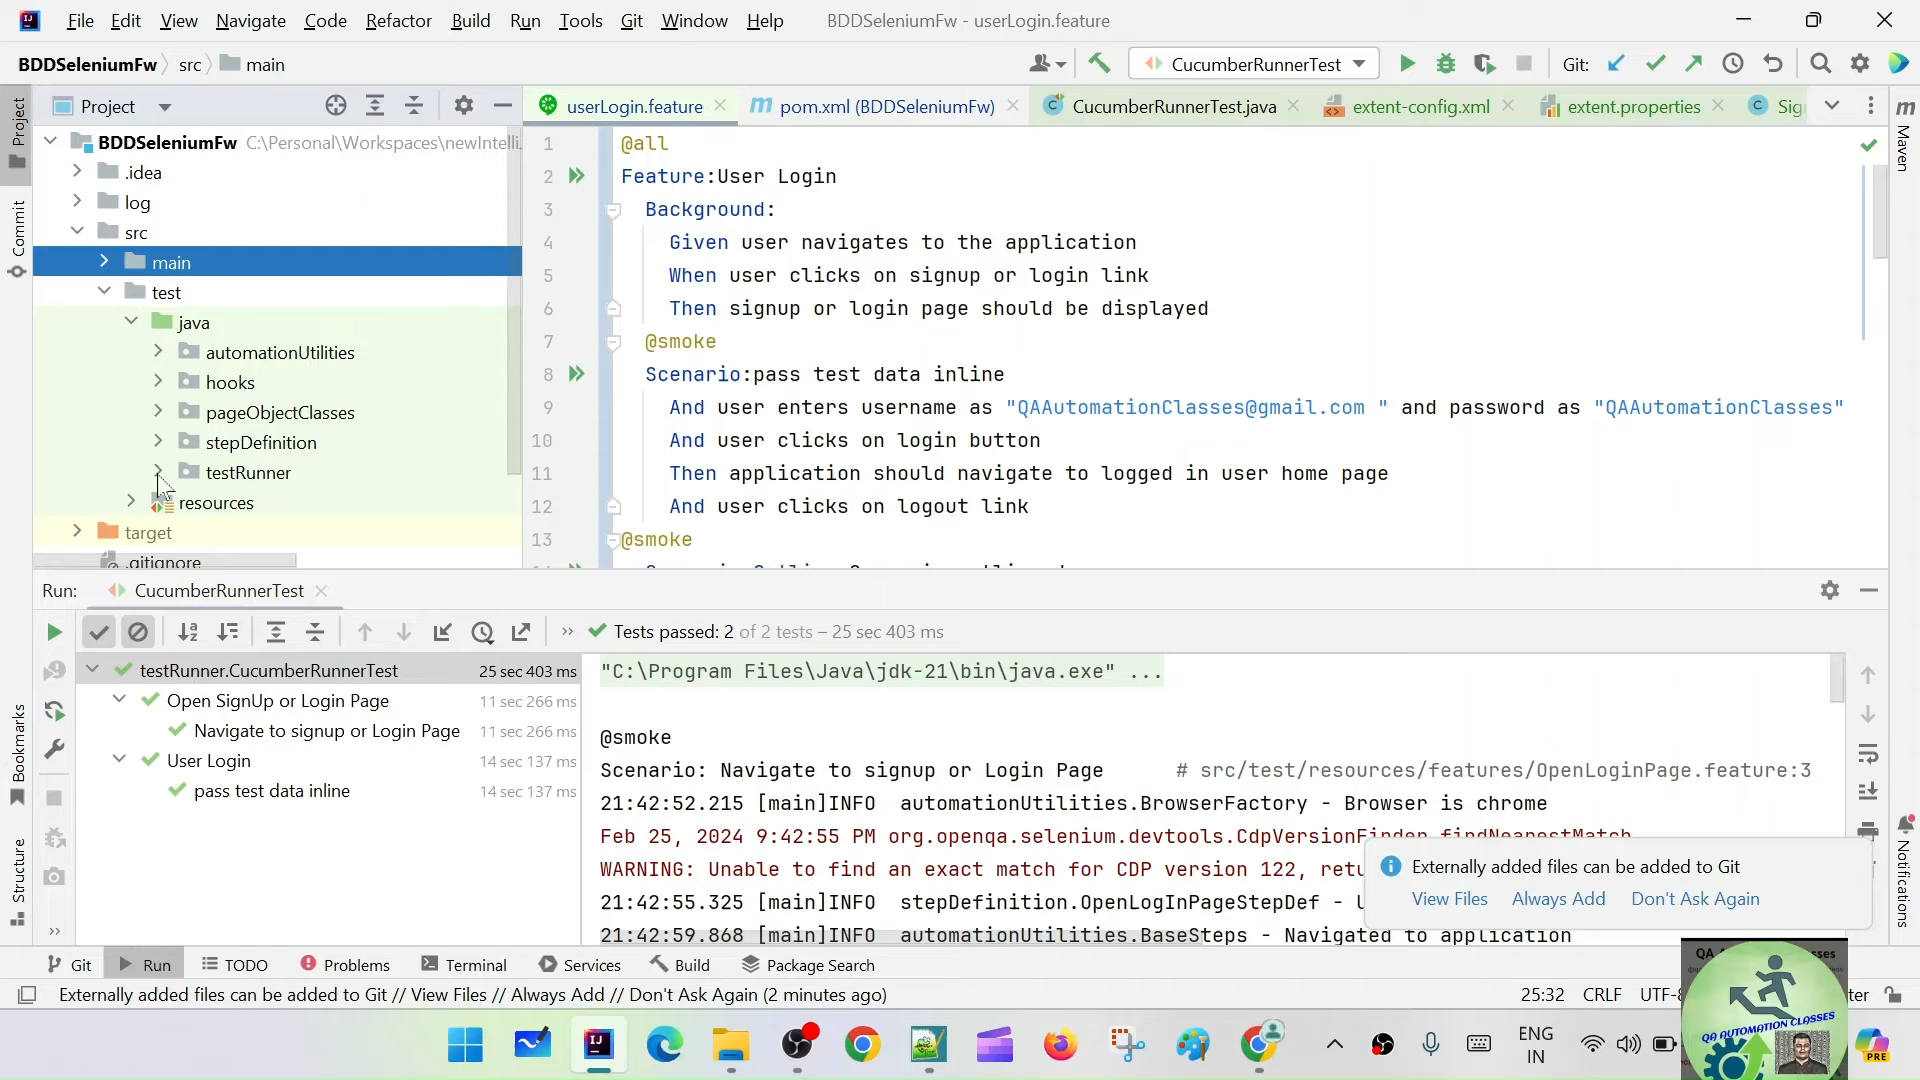 File Edit View Navigate Code Refactor Build Run Tools Git Window Help BDDSeleniumFw - userLogin.feature
BDDSeleniumFw src main CucumberRunnerTest Git:
Project userLogin.feature pom.xml (BDDSeleniumFw) CucumberRunnerTest.java extent-config.xml extent.properties Sig
Project
Commit
Bookmarks
Structure
BDDSeleniumFw C:\Personal\Workspaces\newIntelli
.idea
log
src
main
test
java
automationUtilities
hooks
pageObjectClasses
stepDefinition
testRunner
resources
target
.gitignore
1 @all
2 Feature:User Login
3 Background:
4 Given user navigates to the application
5 When user clicks on signup or login link
6 Then signup or login page should be displayed
7 @smoke
8 Scenario:pass test data inline
9 And user enters username as "QAAutomationClasses@gmail.com " and password as "QAAutomationClasses"
10 And user clicks on login button
11 Then application should navigate to logged in user home page
12 And user clicks on logout link
13 @smoke
Maven
Notifications
Run: CucumberRunnerTest
Tests passed: 2 of 2 tests – 25 sec 403 ms
testRunner.CucumberRunnerTest 25 sec 403 ms
Open SignUp or Login Page 11 sec 266 ms
Navigate to signup or Login Page 11 sec 266 ms
User Login 14 sec 137 ms
pass test data inline 14 sec 137 ms
"C:\Program Files\Java\jdk-21\bin\java.exe" ...
@smoke
Scenario: Navigate to signup or Login Page # src/test/resources/features/OpenLoginPage.feature:3
21:42:52.215 [main]INFO automationUtilities.BrowserFactory - Browser is chrome
Feb 25, 2024 9:42:55 PM org.openqa.selenium.devtools.CdpVersionFinder findNearestMatch
WARNING: Unable to find an exact match for CDP version 122, retu
21:42:55.325 [main]INFO stepDefinition.OpenLogInPageStepDef -
21:42:59.868 [main]INFO automationUtilities.BaseSteps - Navigated to application
Externally added files can be added to Git
View Files Always Add Don't Ask Again
Git Run TODO Problems Terminal Services Build Package Search
Externally added files can be added to Git // View Files // Always Add // Don't Ask Again (2 minutes ago) 25:32 CRLF UTF-8 ter
ENG
IN
QA AUTOMATION CLASSES
PRE